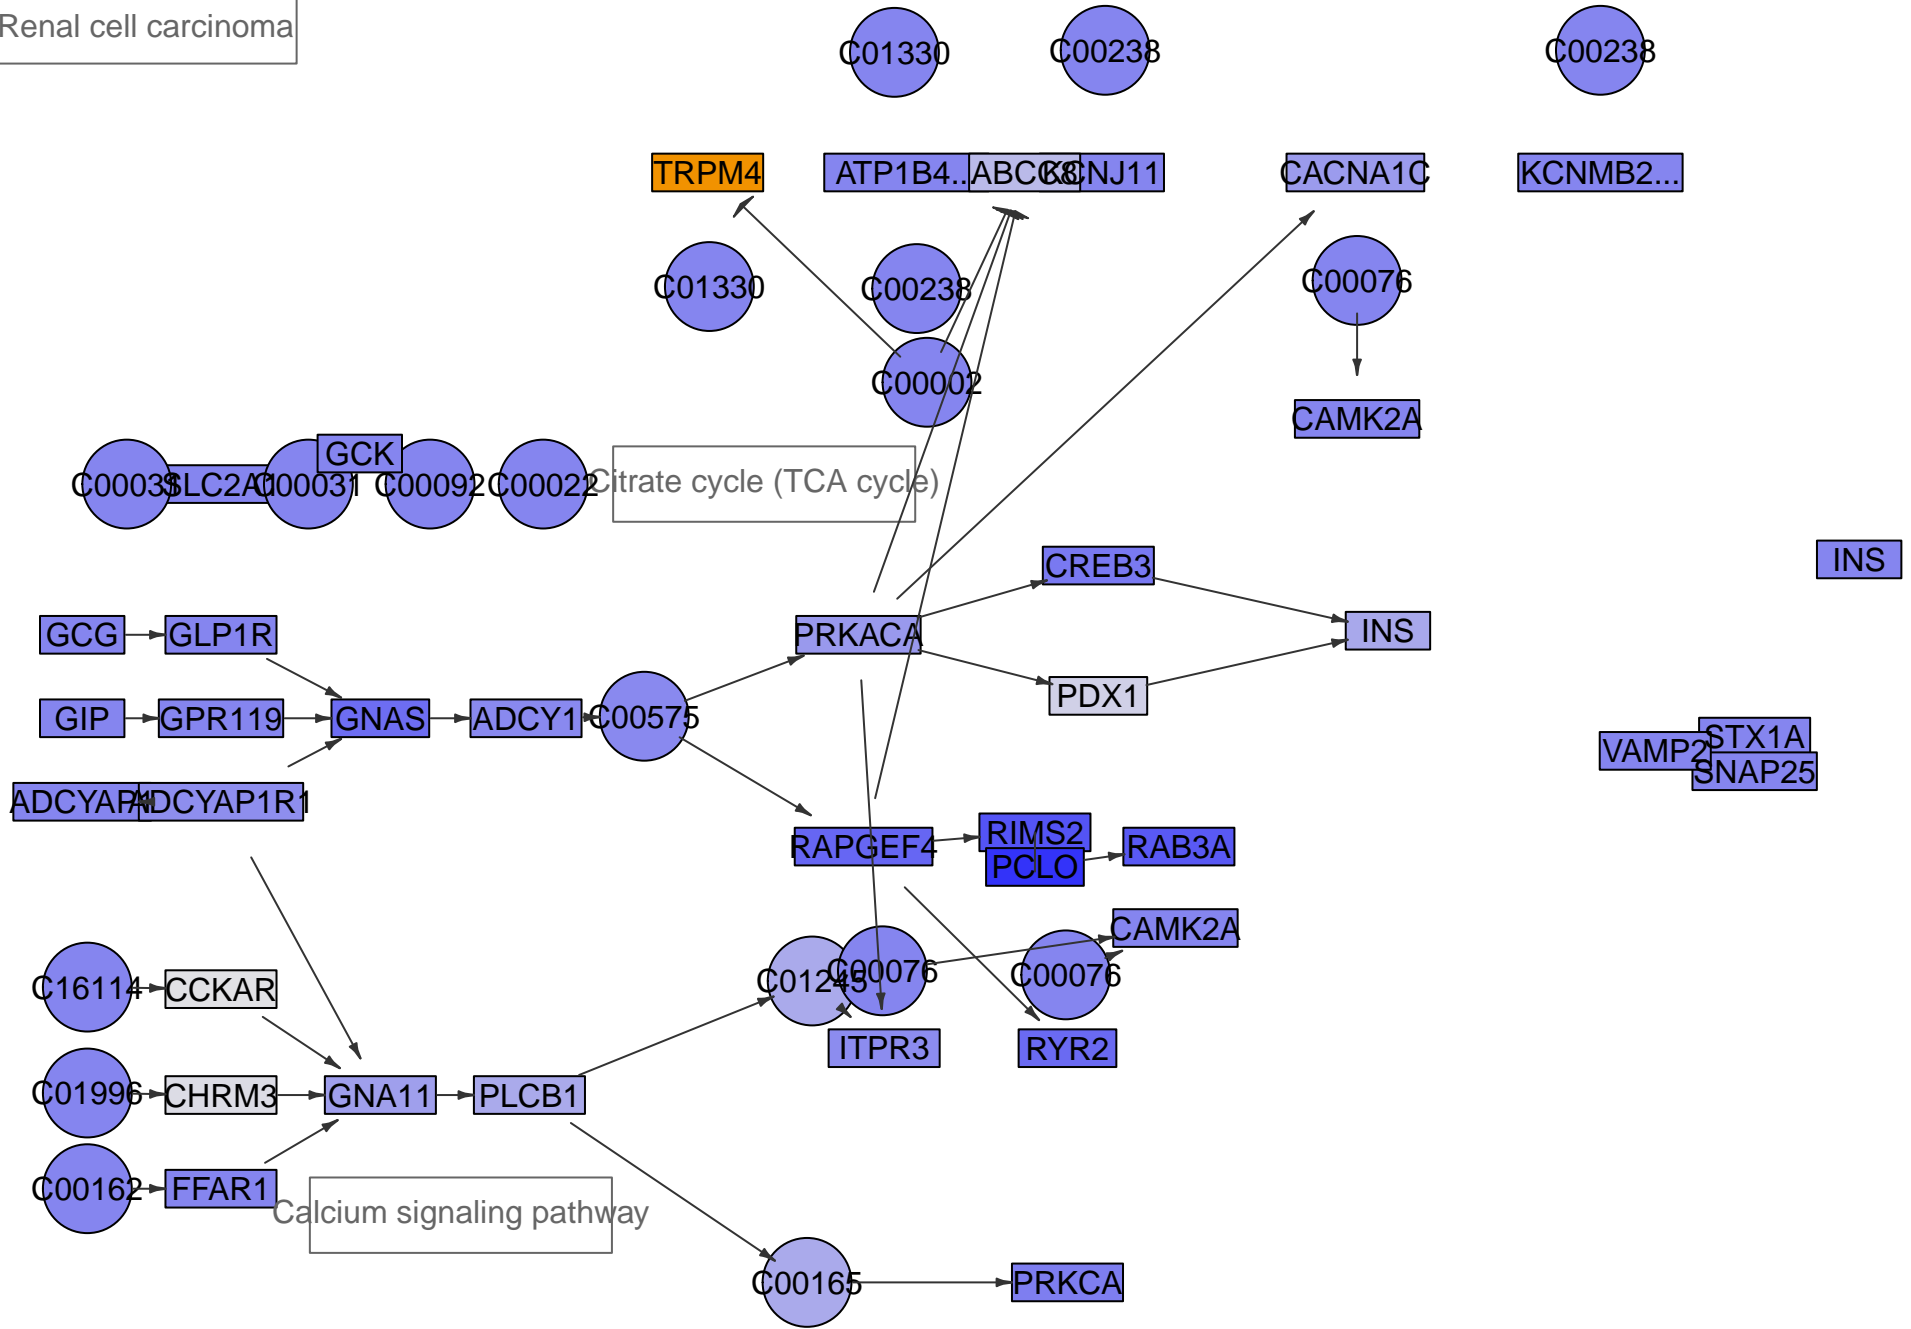 Renal cell carcinoma
C01330
C00238
C00238
TRPM4
ATP1B4...
ABCC8
KCNJ11
CACNA1C
KCNMB2...
C01330
C00238
C00076
C00002
CAMK2A
GCK
C00031
SLC2A1
C00031
C00092
C00022
Citrate cycle (TCA cycle)
CREB3
INS
GCG
GLP1R
PRKACA
INS
PDX1
GIP
GPR119
GNAS
ADCY1
C00575
STX1A
VAMP2
SNAP25
ADCYAP1
ADCYAP1R1
RIMS2
RAPGEF4
RAB3A
PCLO
CAMK2A
C16114
CCKAR
C01245
C00076
C00076
ITPR3
RYR2
C01996
CHRM3
GNA11
PLCB1
C00162
FFAR1
Calcium signaling pathway
C00165
PRKCA